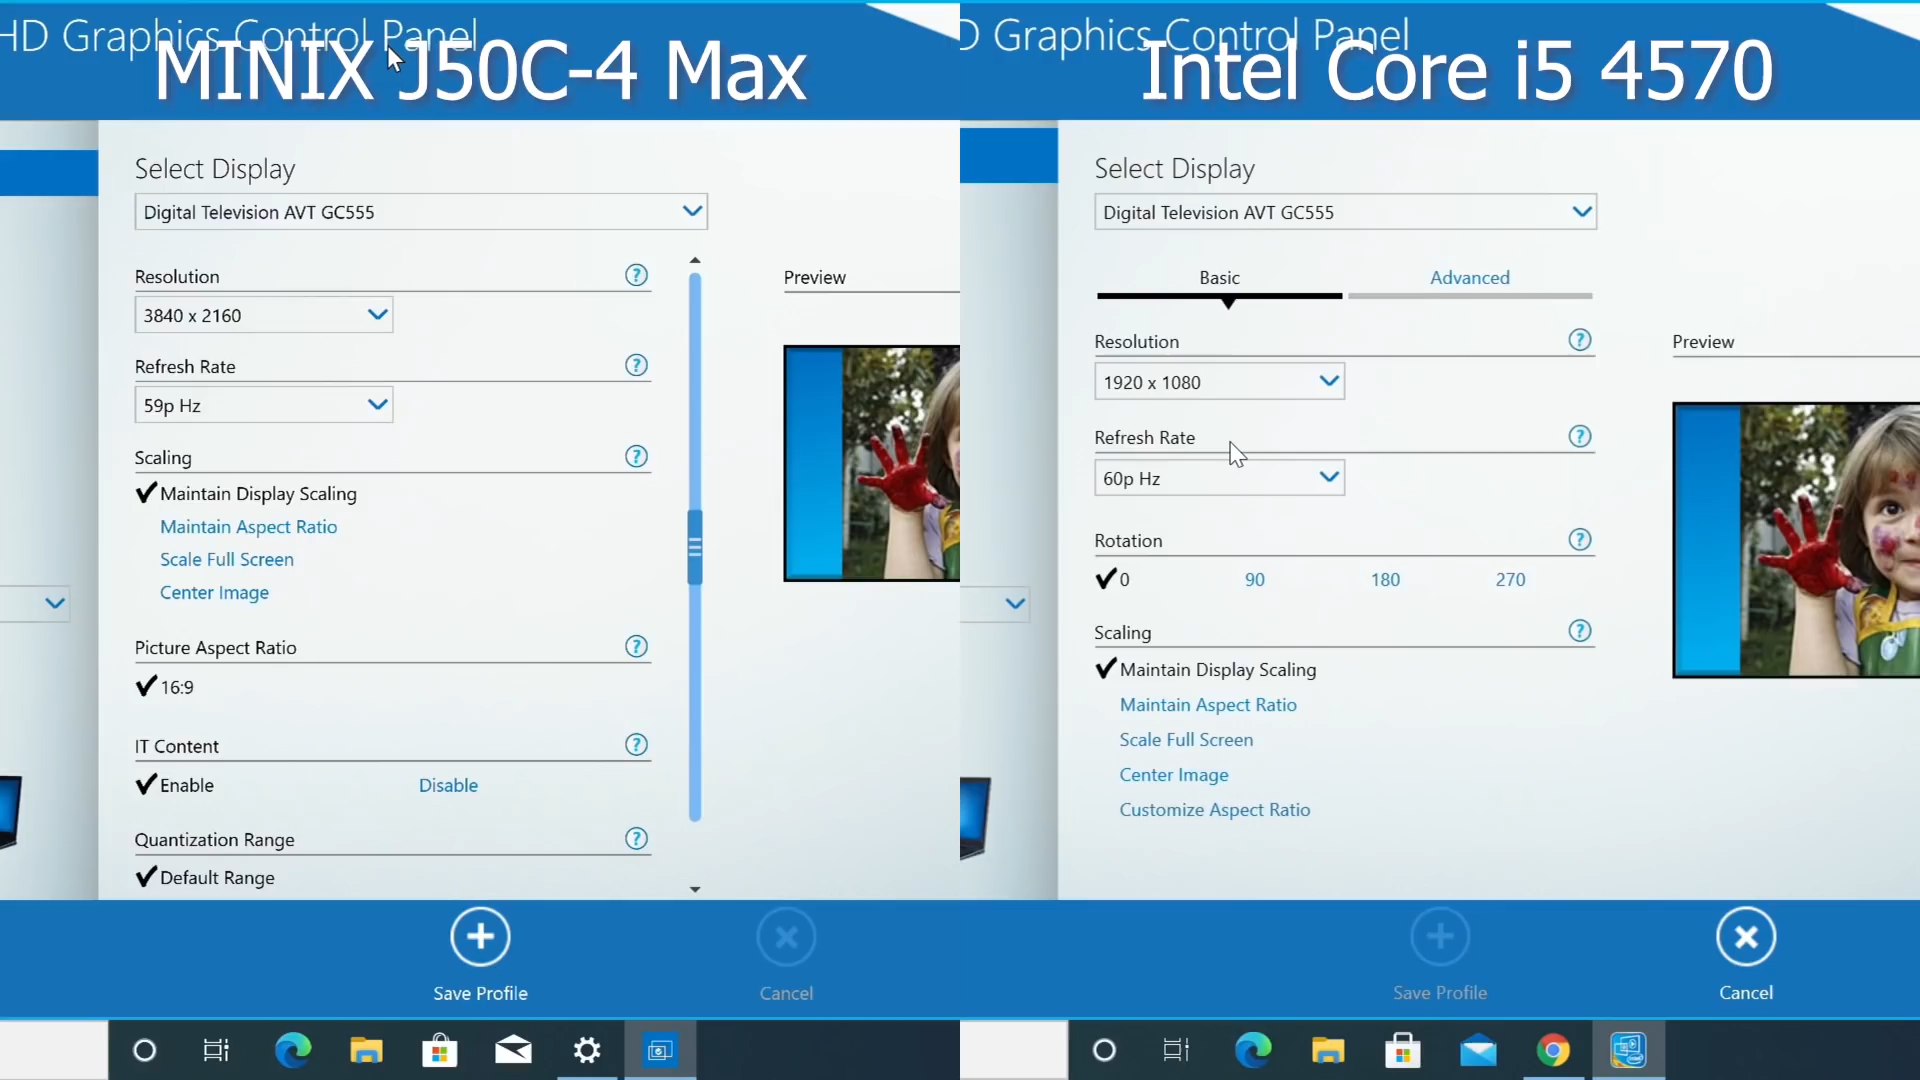 HD Graphics Control Panel
MINIX J50C-4 Max
Select Display
Digital Television AVT GC555
Resolution
3840 x 2160
Refresh Rate
59p Hz
Scaling
Maintain Display Scaling
Maintain Aspect Ratio
Scale Full Screen
Center Image
Picture Aspect Ratio
16:9
IT Content
Enable Disable
Quantization Range
Default Range
Preview
Save Profile Cancel
D Graphics Control Panel
Intel Core i5 4570
Select Display
Digital Television AVT GC555
Basic Advanced
Resolution
1920 x 1080
Refresh Rate
60p Hz
Rotation
0 90 180 270
Scaling
Maintain Display Scaling
Maintain Aspect Ratio
Scale Full Screen
Center Image
Customize Aspect Ratio
Preview
Save Profile Cancel